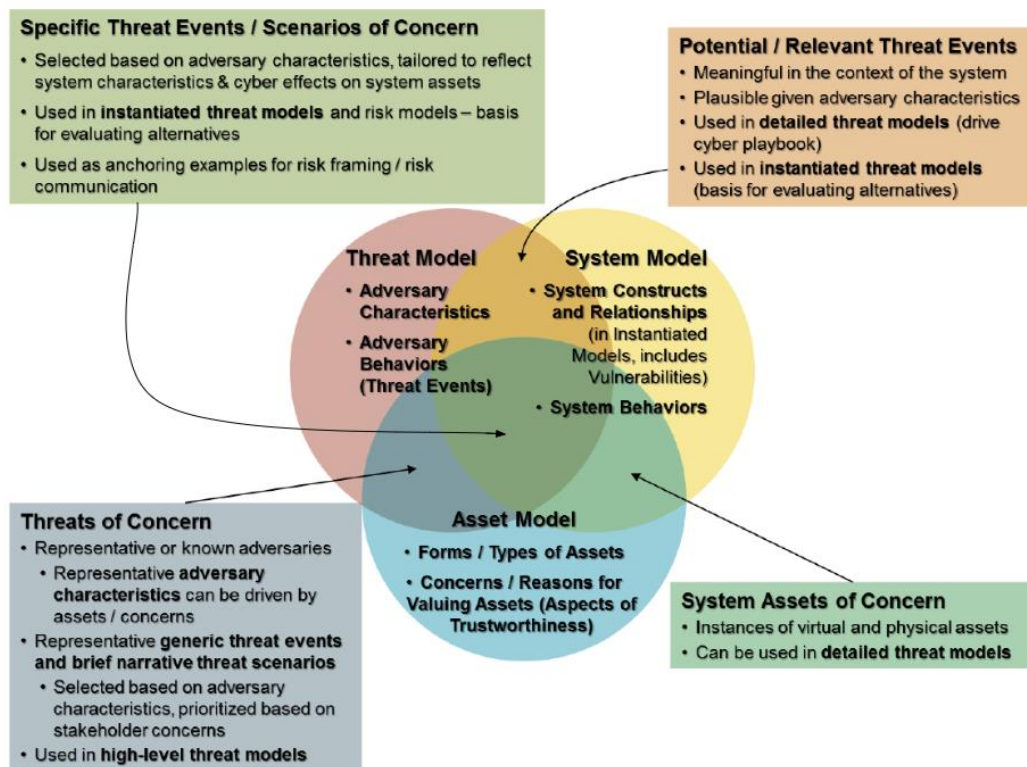 Specific Threat Events / Scenarios of Concern
• Selected based on adversary characteristics, tailored to reflect
system characteristics & cyber effects on system assets
• Used in instantiated threat models and risk models – basis
for evaluating alternatives
• Used as anchoring examples for risk framing / risk
communication
Potential / Relevant Threat Events
• Meaningful in the context of the system
• Plausible given adversary characteristics
• Used in detailed threat models (drive
cyber playbook)
• Used in instantiated threat models
(basis for evaluating alternatives)
Threat Model
• Adversary
Characteristics
• Adversary
Behaviors
(Threat Events)
System Model
• System Constructs
and Relationships
(in Instantiated
Models, includes
Vulnerabilities)
• System Behaviors
Asset Model
• Forms / Types of Assets
• Concerns / Reasons for
Valuing Assets (Aspects of
Trustworthiness)
Threats of Concern
• Representative or known adversaries
• Representative adversary
characteristics can be driven by
assets / concerns
• Representative generic threat events
and brief narrative threat scenarios
• Selected based on adversary
characteristics, prioritized based on
stakeholder concerns
• Used in high-level threat models
System Assets of Concern
• Instances of virtual and physical assets
• Can be used in detailed threat models